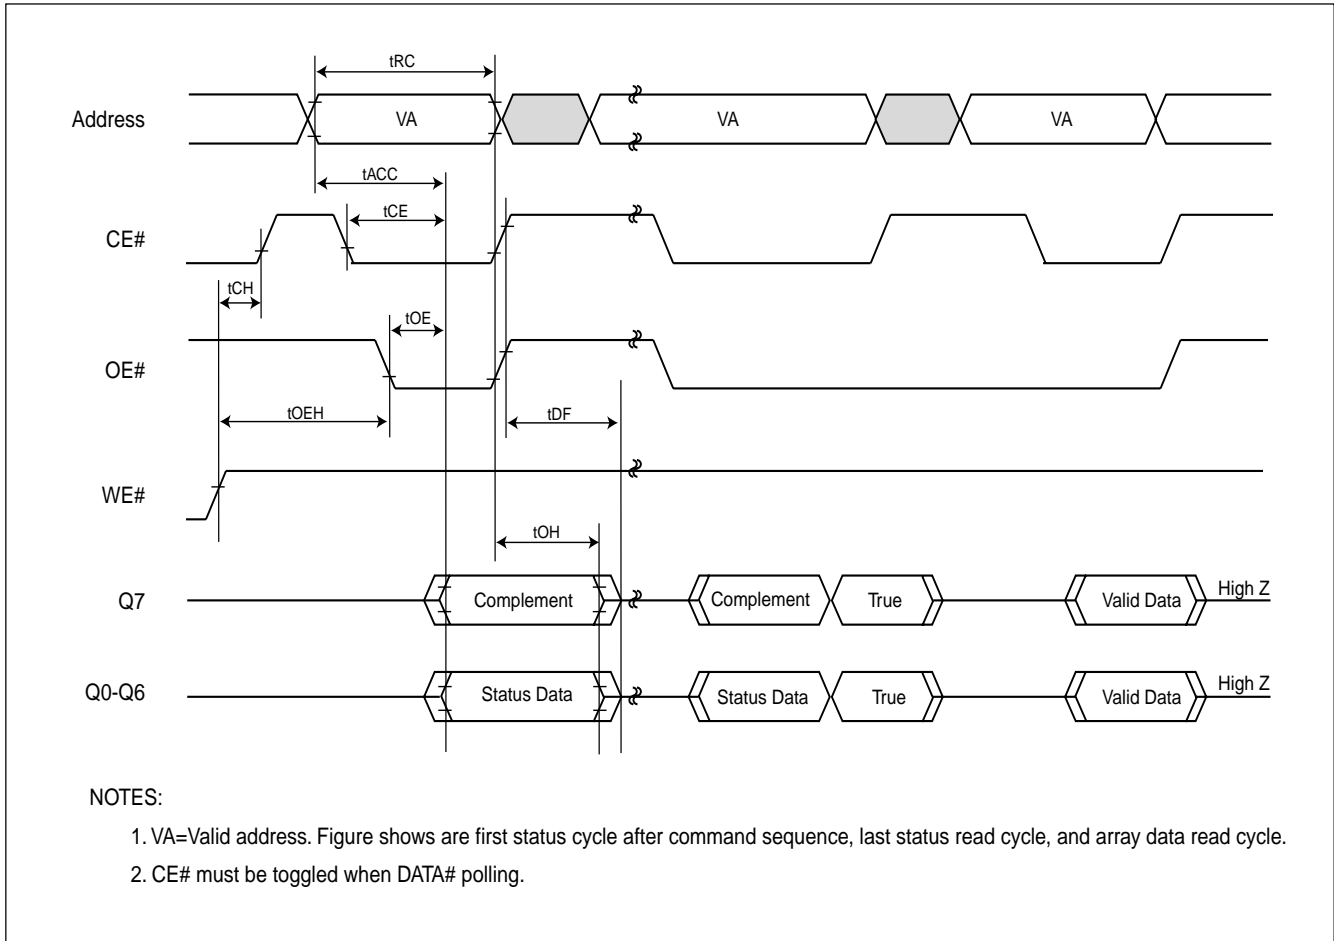 tRC
Address VA VA VA
tACC
tCE
CE#
tCH
tOE
OE#
tOEH tDF
WE#
tOH
Q7 Complement Complement True Valid Data High Z
Q0-Q6 Status Data Status Data True Valid Data High Z
NOTES:
1. VA=Valid address. Figure shows are first status cycle after command sequence, last status read cycle, and array data read cycle.
2. CE# must be toggled when DATA# polling.